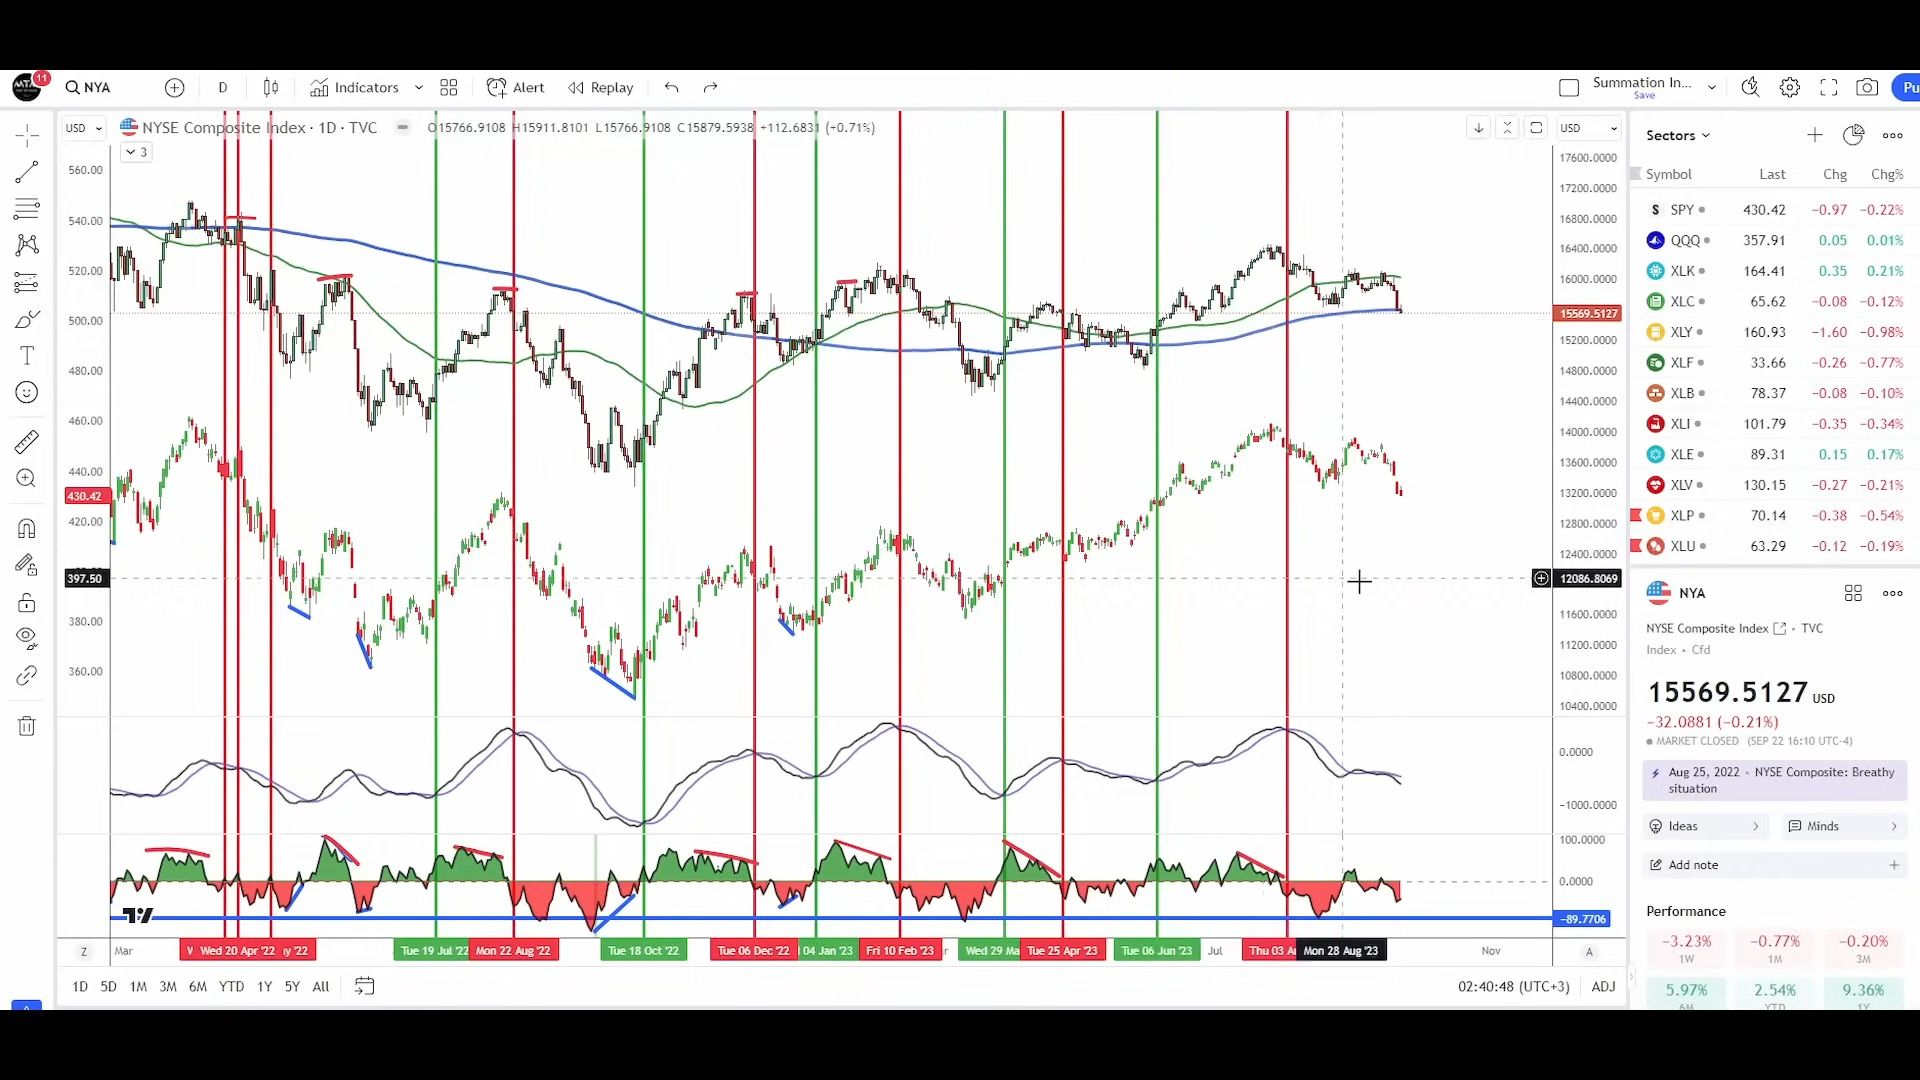 11
NYA
D
Indicators
Alert
Replay
Summation In...
Save
Pu
USD
NYSE Composite Index · 1D · TVC
O15766.9108 H15911.8101 L15766.9108 C15879.5938 +112.6831 (+0.71%)
3
USD
560.00
540.00
520.00
500.00
480.00
460.00
440.00
430.42
420.00
397.50
380.00
360.00
17600.0000
17200.0000
16800.0000
16400.0000
16000.0000
15569.5127
15200.0000
14800.0000
14400.0000
14000.0000
13600.0000
13200.0000
12800.0000
12400.0000
12086.8069
11600.0000
11200.0000
10800.0000
10400.0000
0.0000
−1000.0000
100.0000
0.0000
−89.7706
Z
Mar
Wed 20 Apr '22
Tue 19 Jul '22
Mon 22 Aug '22
Tue 18 Oct '22
Tue 06 Dec '22
04 Jan '23
Fri 10 Feb '23
Wed 29 Ma
Tue 25 Apr '23
Tue 06 Jun '23
Jul
Thu 03 A
Mon 28 Aug '23
Nov
A
1D 5D 1M 3M 6M YTD 1Y 5Y All
02:40:48 (UTC+3)
ADJ
Sectors
Symbol Last Chg Chg%
SPY 430.42 −0.97 −0.22%
QQQ 357.91 0.05 0.01%
XLK 164.41 0.35 0.21%
XLC 65.62 −0.08 −0.12%
XLY 160.93 −1.60 −0.98%
XLF 33.66 −0.26 −0.77%
XLB 78.37 −0.08 −0.10%
XLI 101.79 −0.35 −0.34%
XLE 89.31 0.15 0.17%
XLV 130.15 −0.27 −0.21%
XLP 70.14 −0.38 −0.54%
XLU 63.29 −0.12 −0.19%
NYA
NYSE Composite Index • TVC
Index • Cfd
15569.5127 USD
−32.0881 (−0.21%)
MARKET CLOSED (SEP 22 16:10 UTC-4)
Aug 25, 2022 • NYSE Composite: Breathy
situation
Ideas
Minds
Add note
Performance
−3.23% −0.77% −0.20%
1W 1M 3M
5.97% 2.54% 9.36%
6M YTD 1Y